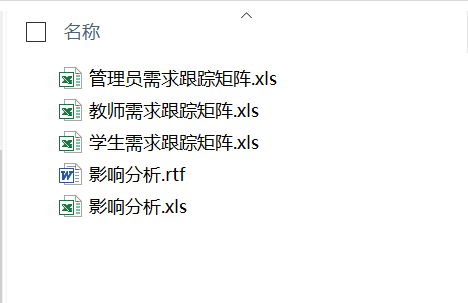 名称
管理员需求跟踪矩阵.xls
教师需求跟踪矩阵.xls
学生需求跟踪矩阵.xls
影响分析.rtf
影响分析.xls